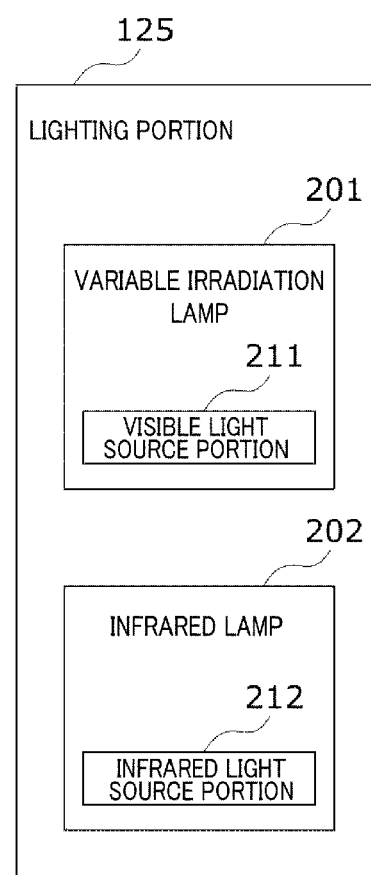 125
LIGHTING PORTION
201
VARIABLE IRRADIATION
LAMP
211
VISIBLE LIGHT
SOURCE PORTION
202
INFRARED LAMP
212
INFRARED LIGHT
SOURCE PORTION